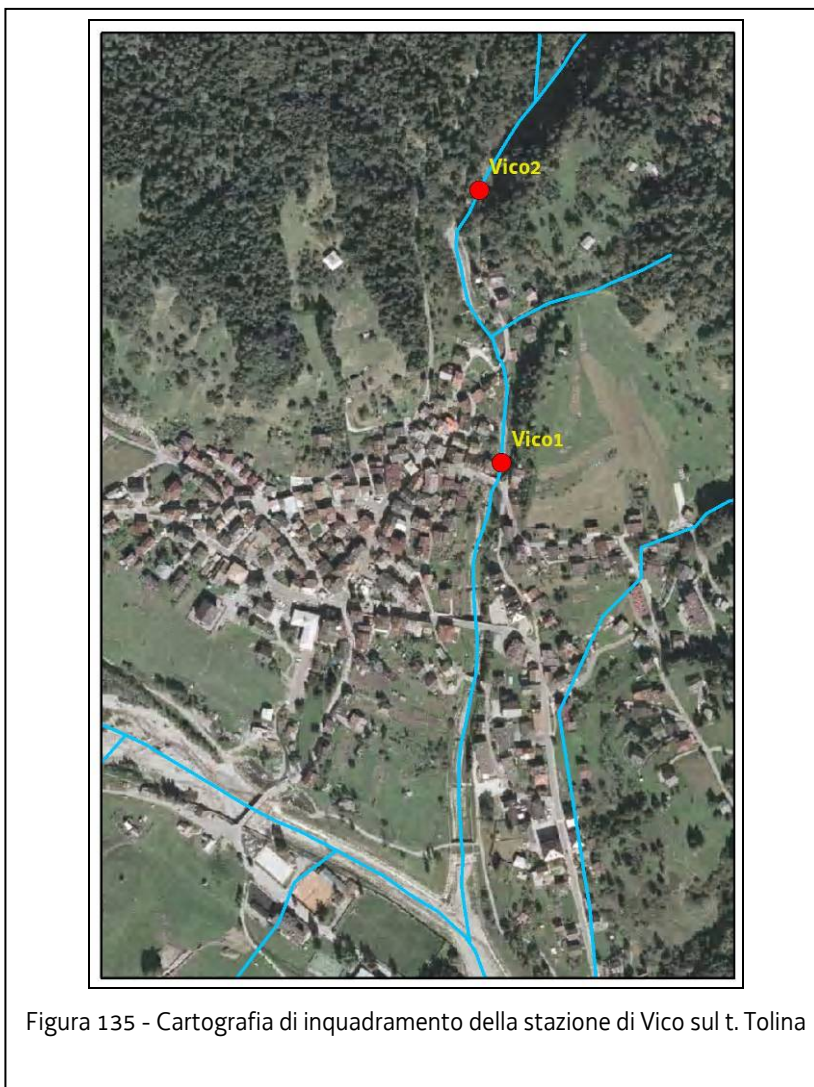 Vico2
Vico1
Figura 135 - Cartografia di inquadramento della stazione di Vico sul t. Tolina